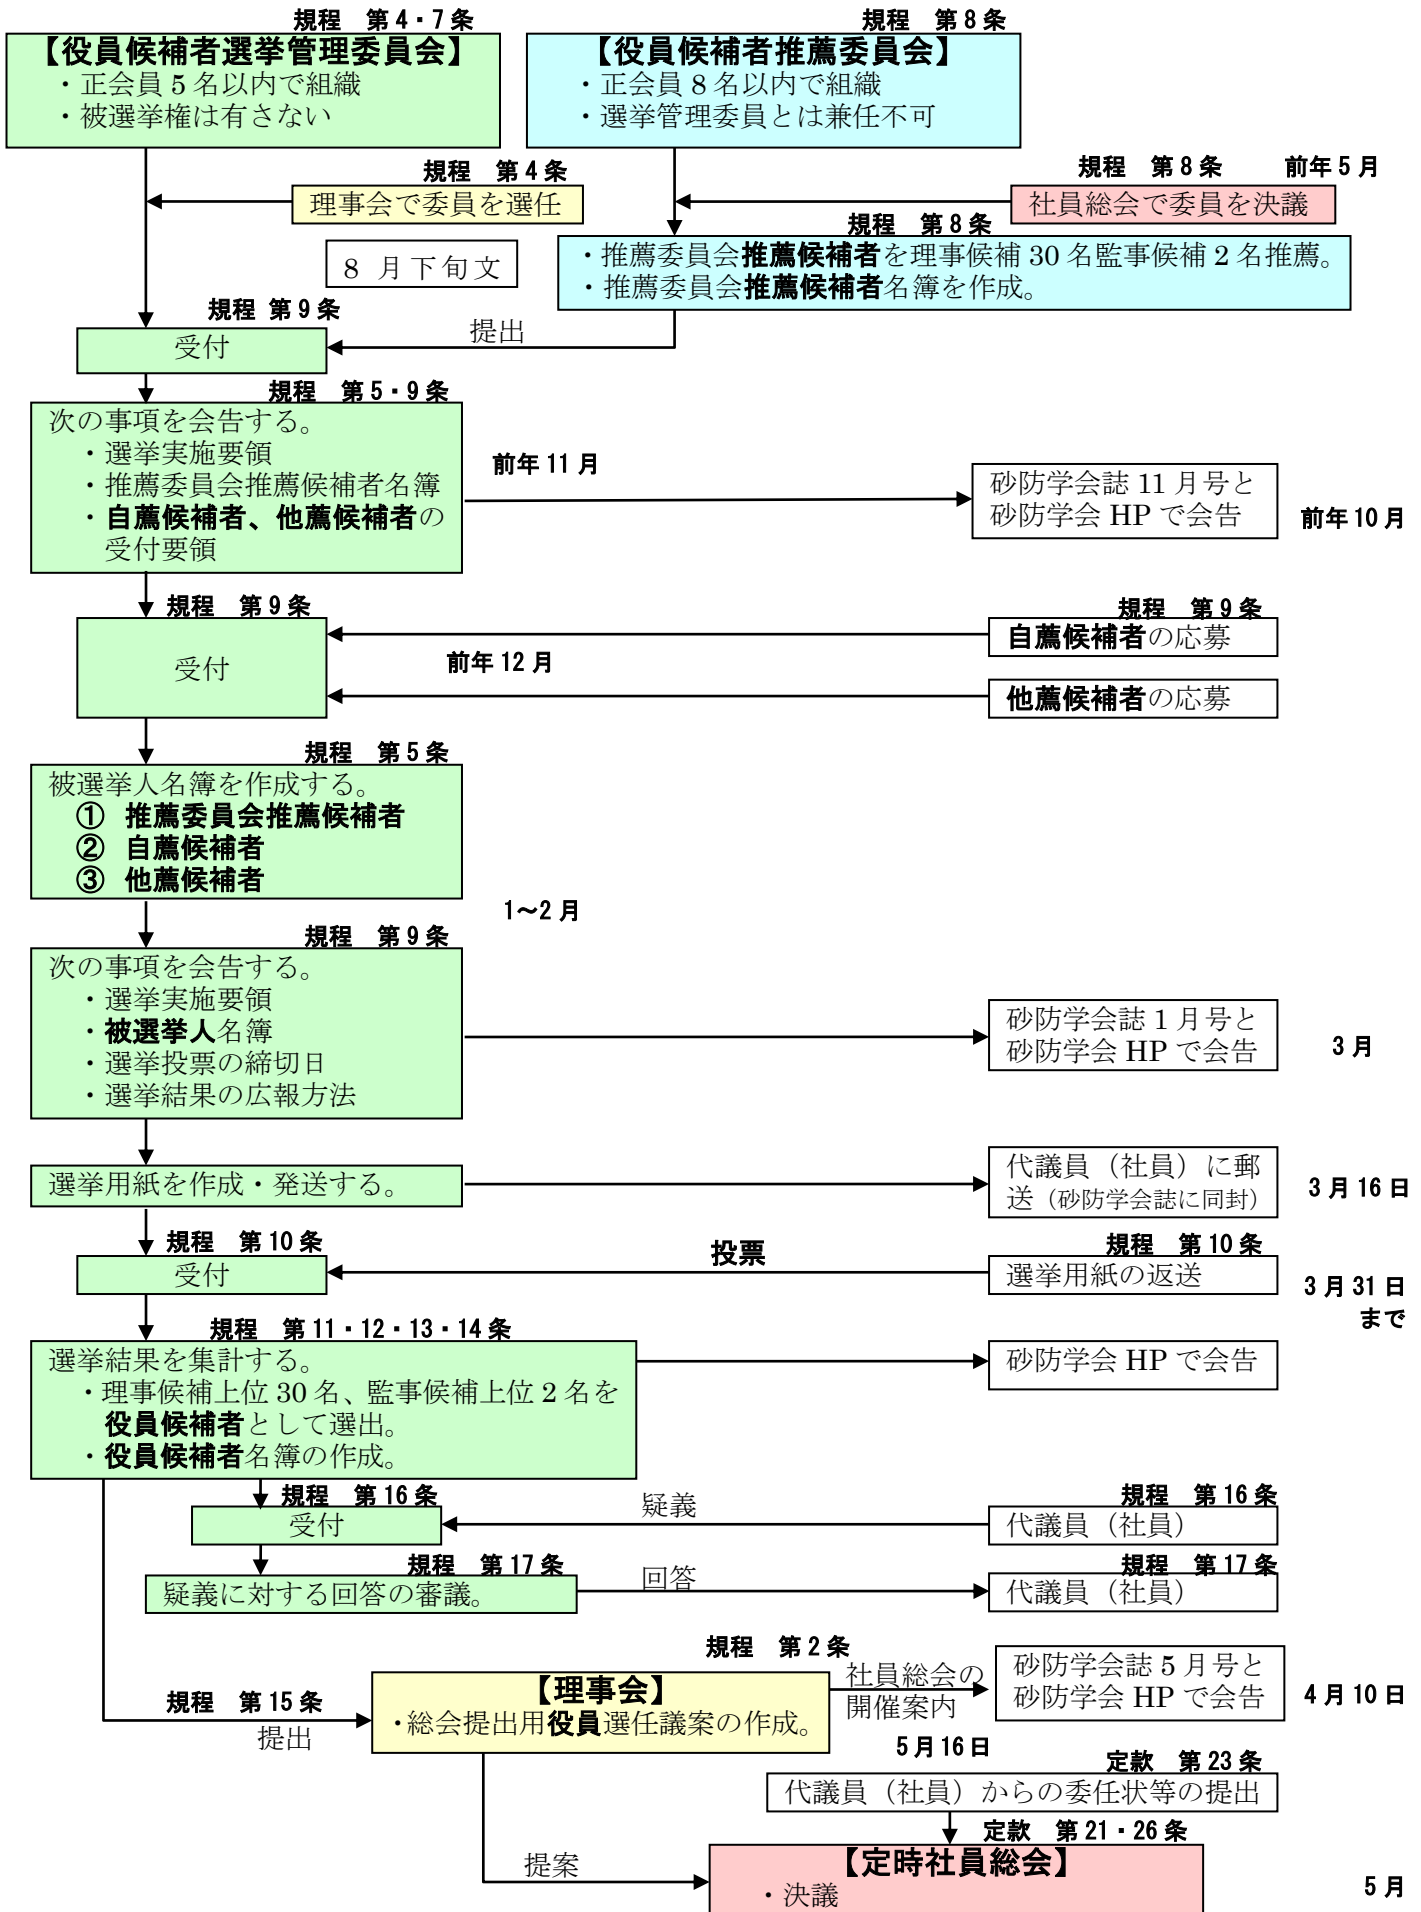 規程　第4・7条
【役員候補者選挙管理委員会】
・正会員5名以内で組織
・被選挙権は有さない
規程　第8条
【役員候補者推薦委員会】
・正会員8名以内で組織
・選挙管理委員とは兼任不可
規程　第4条
理事会で委員を選任
規程　第8条　　前年5月
社員総会で委員を決議
8 月下旬文
規程　第8条
・推薦委員会推薦候補者を理事候補30名監事候補2名推薦。
・推薦委員会推薦候補者名簿を作成。
規程 第9条
受付
提出
規程　第5・9条
次の事項を会告する。
・選挙実施要領
・推薦委員会推薦候補者名簿
・自薦候補者、他薦候補者の
受付要領
前年11月
砂防学会誌11月号と
砂防学会HPで会告
前年10月
規程　第9条
受付
前年12月
規程　第9条
自薦候補者の応募
他薦候補者の応募
規程　第5条
被選挙人名簿を作成する。
①　推薦委員会推薦候補者
②　自薦候補者
③　他薦候補者
1～2月
規程　第9条
次の事項を会告する。
・選挙実施要領
・被選挙人名簿
・選挙投票の締切日
・選挙結果の広報方法
砂防学会誌1月号と
砂防学会HPで会告
3月
選挙用紙を作成・発送する。
代議員（社員）に郵
送（砂防学会誌に同封）
3月16日
規程　第10条
受付
投票
規程　第10条
選挙用紙の返送
3月31日
まで
規程　第11・12・13・14条
選挙結果を集計する。
・理事候補上位30名、監事候補上位2名を
役員候補者として選出。
・役員候補者名簿の作成。
砂防学会HPで会告
規程　第16条
受付
疑義
規程　第16条
代議員（社員）
規程　第17条
疑義に対する回答の審議。
回答
規程　第17条
代議員（社員）
規程　第2条
規程　第15条
提出
【理事会】
・総会提出用役員選任議案の作成。
社員総会の
開催案内
砂防学会誌5月号と
砂防学会HPで会告
4月10日
5月16日
定款　第23条
代議員（社員）からの委任状等の提出
定款　第21・26条
提案
【定時社員総会】
・決議
5月